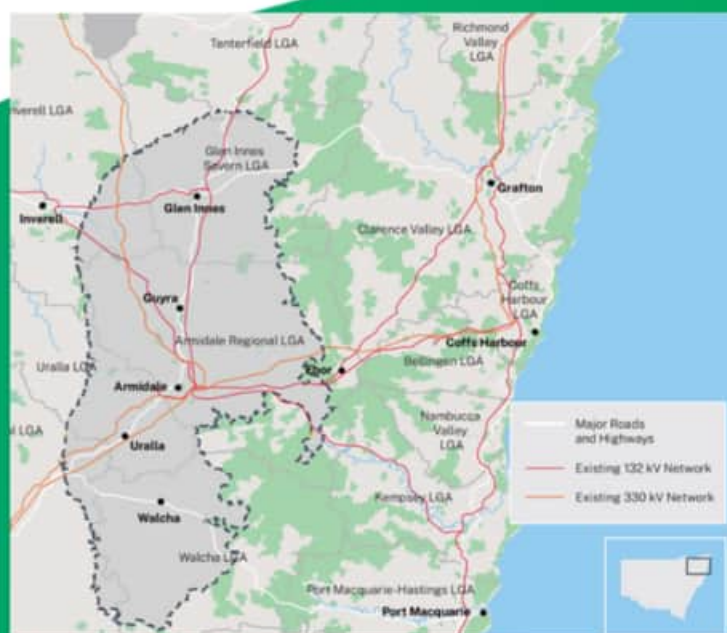 Richmond
Valley
LGA
Tenterfield LGA
Inverell LGA
Glen Innes
Severn LGA
Grafton
Glen Innes
Inverell
Clarence Valley LGA
Coffs
Harbour
LGA
Guyra
Armidale Regional LGA
Coffs Harbour
Uralla LGA
Ebor
Bellingen LGA
Armidale
Nambucca
Valley
LGA
Major Roads
and Highways
LGA
Uralla
Existing 132 kV Network
Kempsey LGA
Existing 330 kV Network
Walcha
Walcha LGA
Port Macquarie-Hastings LGA
Port Macquarie